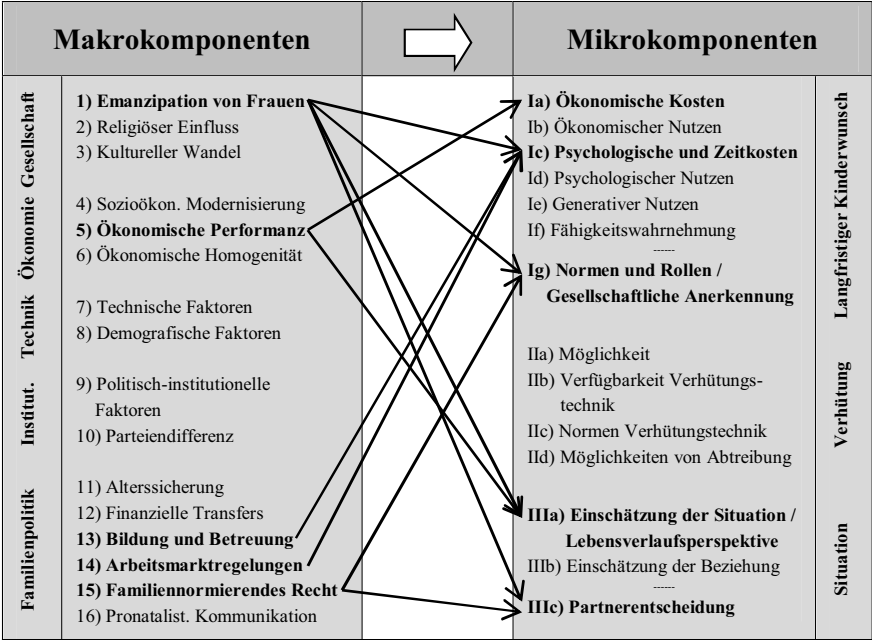 Makrokomponenten
Mikrokomponenten
Gesellschaft
1) Emanzipation von Frauen
2) Religiöser Einfluss
3) Kultureller Wandel
Ökonomie
4) Sozioökon. Modernisierung
5) Ökonomische Performanz
6) Ökonomische Homogenität
Technik
7) Technische Faktoren
8) Demografische Faktoren
Institut.
9) Politisch-institutionelle
Faktoren
10) Parteiendifferenz
Familienpolitik
11) Alterssicherung
12) Finanzielle Transfers
13) Bildung und Betreuung
14) Arbeitsmarktregelungen
15) Familiennormierendes Recht
16) Pronatalist. Kommunikation
Ia) Ökonomische Kosten
Ib) Ökonomischer Nutzen
Ic) Psychologische und Zeitkosten
Id) Psychologischer Nutzen
Ie) Generativer Nutzen
If) Fähigkeitswahrnehmung
------
Ig) Normen und Rollen /
Gesellschaftliche Anerkennung
Langfristiger Kinderwunsch
IIa) Möglichkeit
IIb) Verfügbarkeit Verhütungs-
technik
IIc) Normen Verhütungstechnik
IId) Möglichkeiten von Abtreibung
Verhütung
IIIa) Einschätzung der Situation /
Lebensverlaufsperspektive
IIIb) Einschätzung der Beziehung
------
IIIc) Partnerentscheidung
Situation